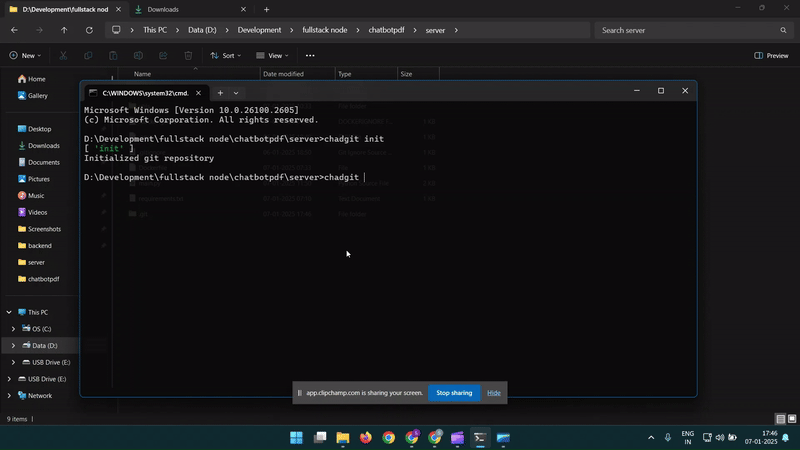 D:\Development\fullstack nod
Downloads
This PC
Data (D:)
Development
fullstack node
chatbotpdf
server
Search server
New
Sort
View
Preview
Name
Date modified
Type
Size
Home
Gallery
Desktop
Downloads
Documents
Pictures
Music
Videos
Screenshots
backend
server
chatbotpdf
This PC
OS (C:)
Data (D:)
USB Drive (E:)
USB Drive (E:)
Network
9 items
C:\WINDOWS\system32\cmd.
Microsoft Windows [Version 10.0.26100.2605]
(c) Microsoft Corporation. All rights reserved.
D:\Development\fullstack node\chatbotpdf\server>chadgit init
[ 'init' ]
Initialized git repository
D:\Development\fullstack node\chatbotpdf\server>chadgit
app.clipchamp.com is sharing your screen.
Stop sharing
Hide
ENG
IN
17:46
07-01-2025